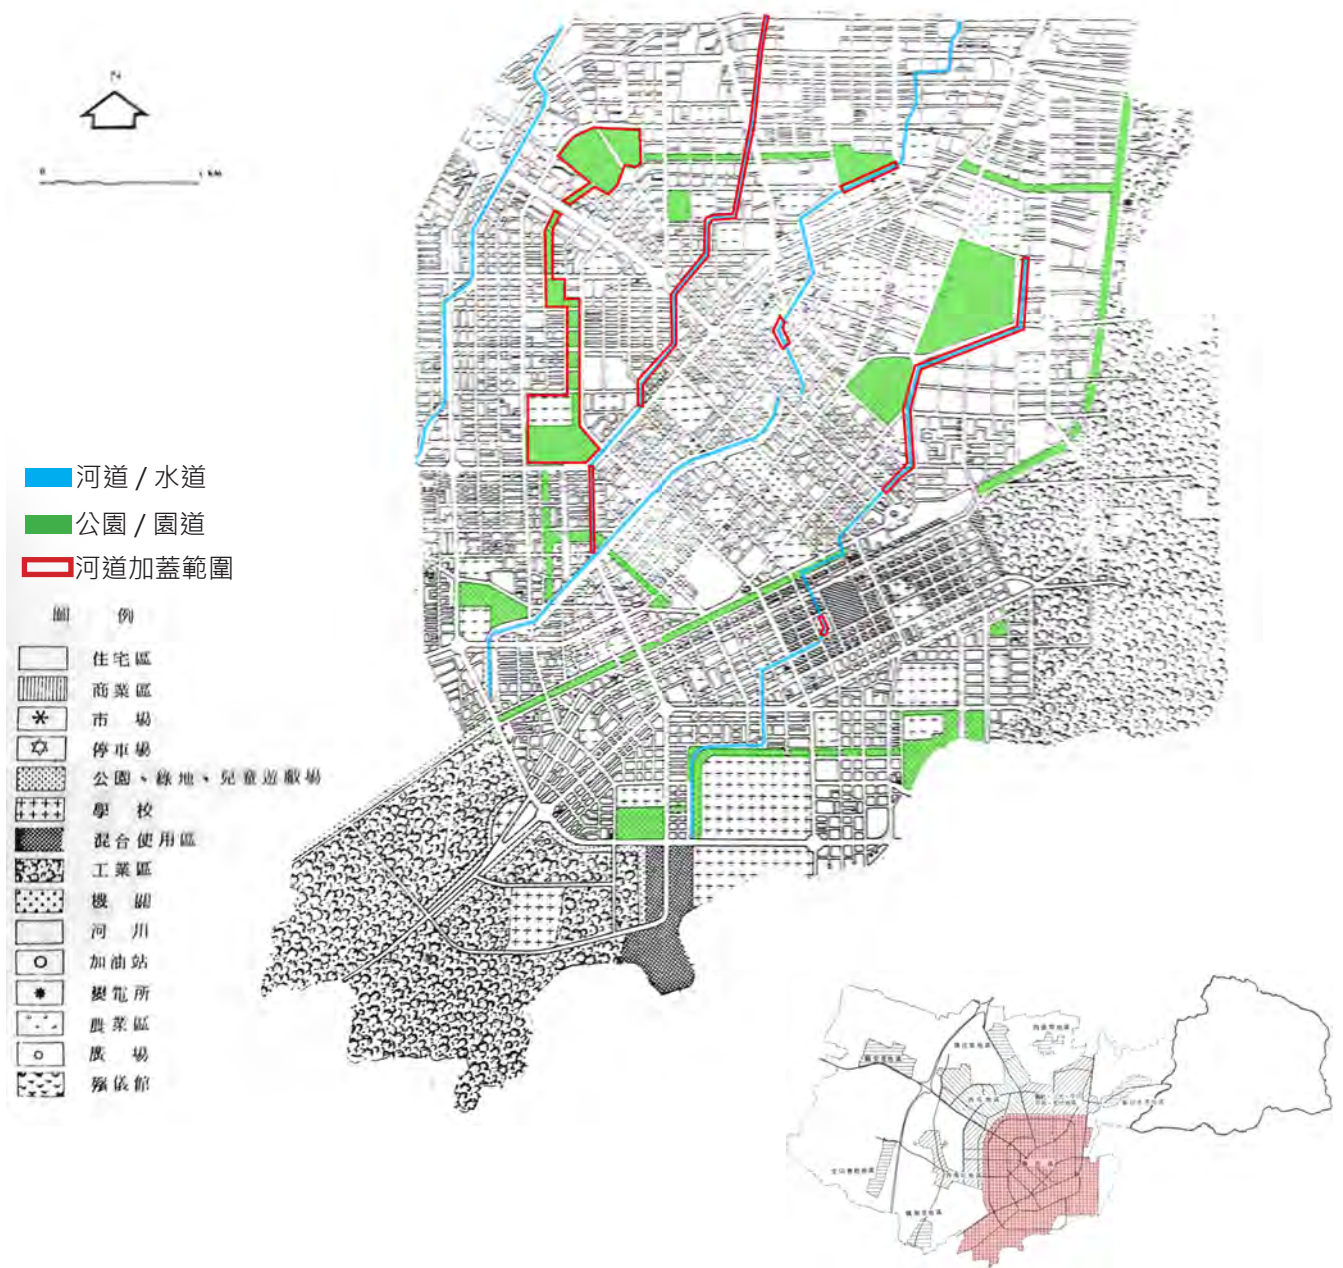 N
0
1 KM
河道 / 水道
公園 / 園道
河道加蓋範圍
圖 例
住宅區
商業區
市 場
停車場
公園、綠地、兒童遊戲場
學 校
混合使用區
工業區
機 關
河 川
加油站
變電所
農業區
廣 場
殯儀館